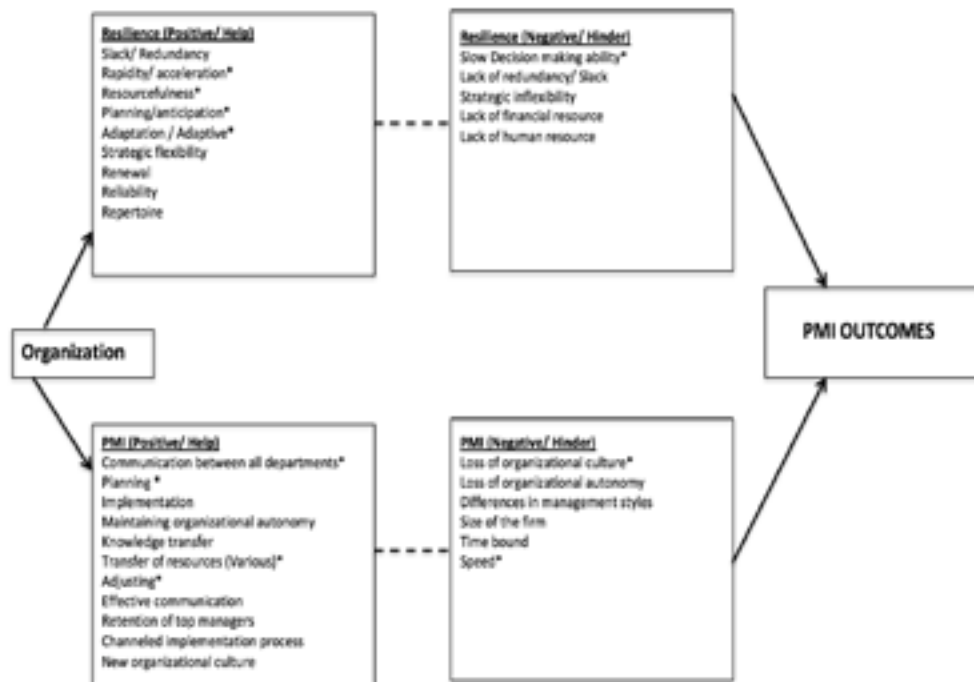 Resilience (Positive/ Help)
Slack/ Redundancy
Rapidity/ acceleration*
Resourcefulness*
Planning/anticipation*
Adaptation / Adaptive*
Strategic flexibility
Renewal
Reliability
Repertoire
Resilience (Negative/ Hinder)
Slow Decision making ability*
Lack of redundancy/ Slack
Strategic inflexibility
Lack of financial resource
Lack of human resource
Organization
PMI OUTCOMES
PMI (Positive/ Help)
Communication between all departments*
Planning *
Implementation
Maintaining organizational autonomy
Knowledge transfer
Transfer of resources (Various)*
Adjusting*
Effective communication
Retention of top managers
Channeled implementation process
New organizational culture
PMI (Negative/ Hinder)
Loss of organizational culture*
Loss of organizational autonomy
Differences in management styles
Size of the firm
Time bound
Speed*